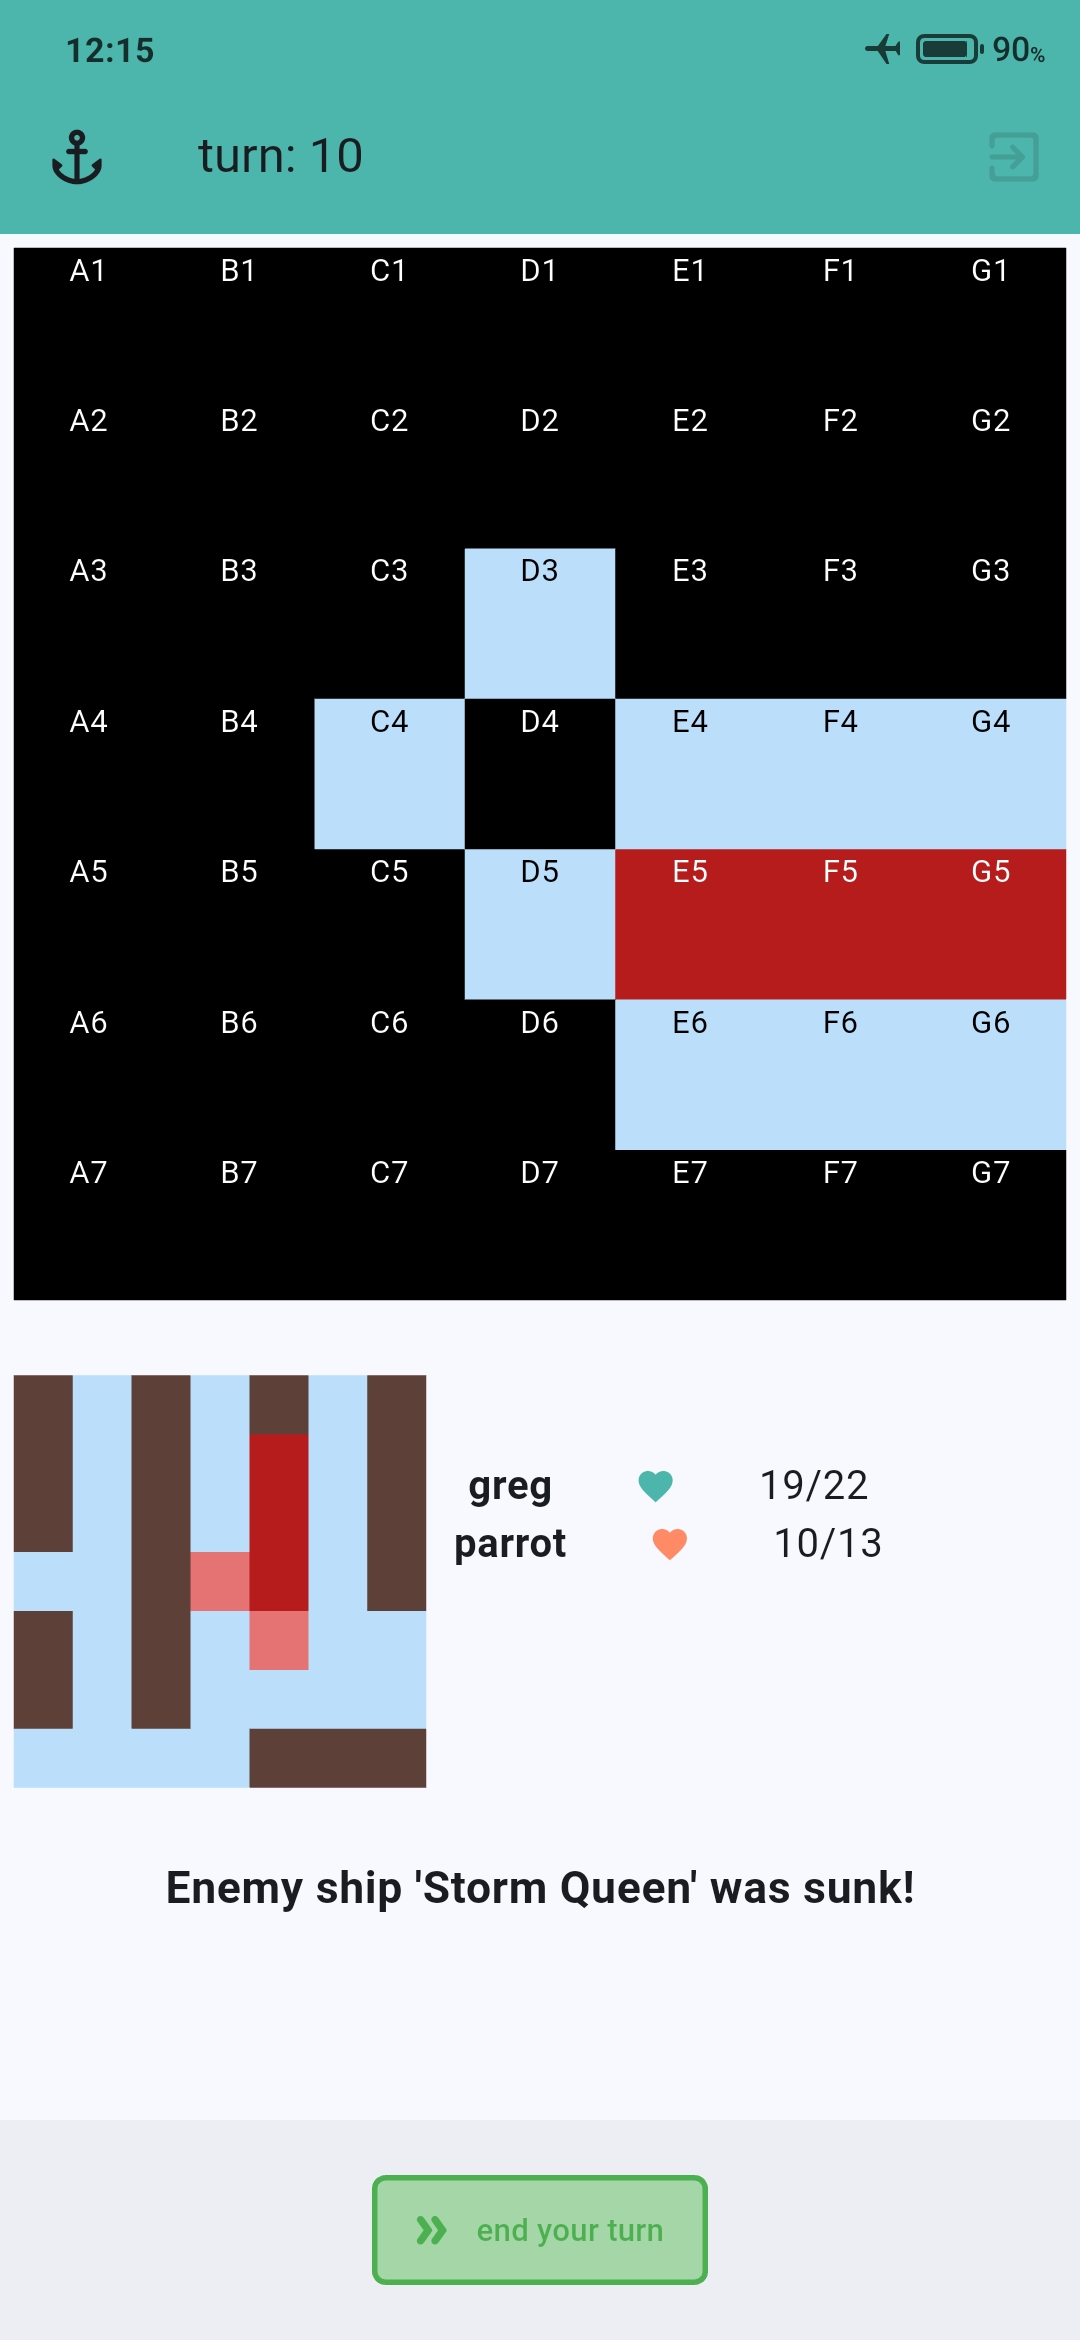 12:15 90%
turn: 10
A1 B1 C1 D1 E1 F1 G1
A2 B2 C2 D2 E2 F2 G2
A3 B3 C3 D3 E3 F3 G3
A4 B4 C4 D4 E4 F4 G4
A5 B5 C5 D5 E5 F5 G5
A6 B6 C6 D6 E6 F6 G6
A7 B7 C7 D7 E7 F7 G7
greg 19/22
parrot 10/13
Enemy ship 'Storm Queen' was sunk!
end your turn